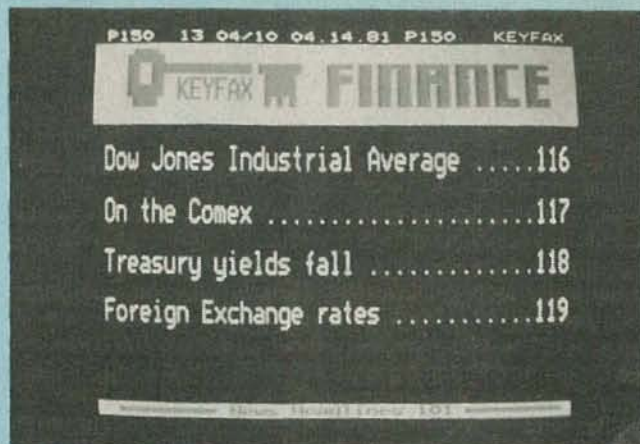 P150 13 04/10 04.14.81 P150 KEYFAX
KEYFAX FINANCE
Dow Jones Industrial Average .....116
On the Comex ......................117
Treasury yields fall .............118
Foreign Exchange rates ...........119
News Headlines 101